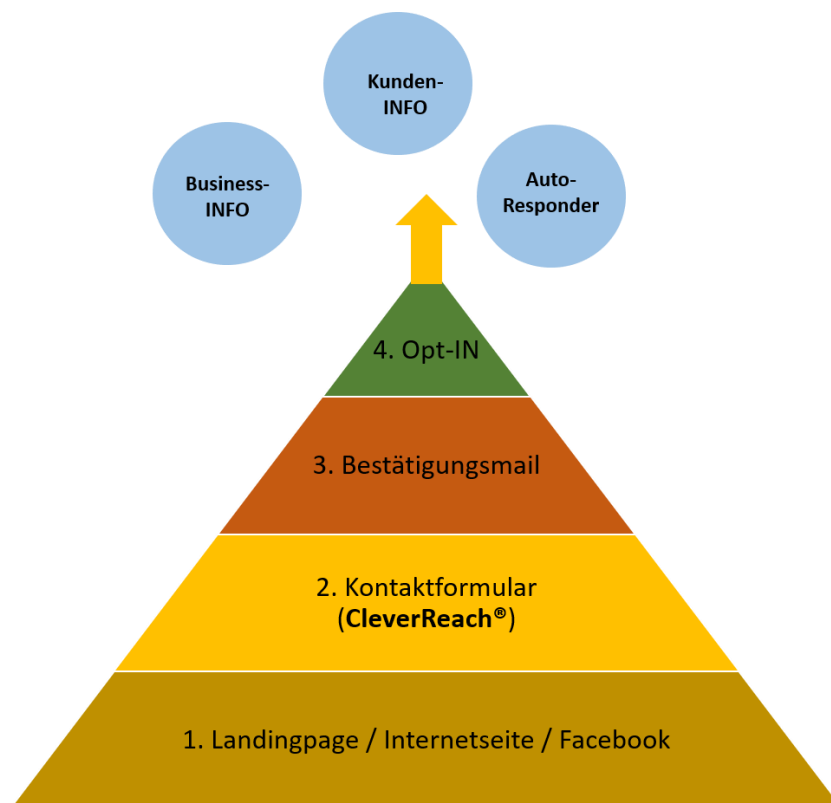 Kunden-
INFO
Business-
INFO
Auto-
Responder
4. Opt-IN
3. Bestätigungsmail
2. Kontaktformular
(CleverReach®)
1. Landingpage / Internetseite / Facebook